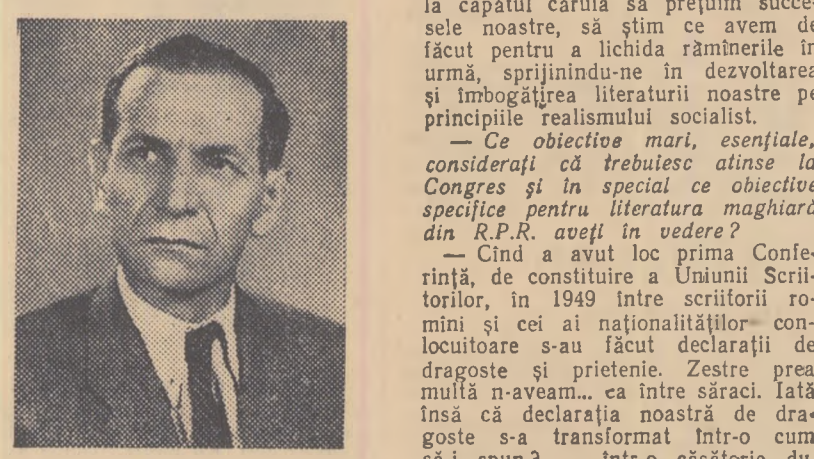 la capătul căruia să prețuim succe-
sele noastre, să știm ce avem de
făcut pentru a lichida rămînerile în
urmă, sprijinindu-ne în dezvoltarea
și îmbogățirea literaturii noastre pe
principiile realismului socialist.
— Ce obiective mari, esențiale,
considerați că trebuiesc atinse la
Congres și în special ce obiective
specifice pentru literatura maghiară
din R.P.R. aveți în vedere?
— Cînd a avut loc prima Confe-
rință, de constituire a Uniunii Scrii-
torilor, în 1949 între scriitorii ro-
mîni și cei ai naționalităților con-
locuitoare s-au făcut declarații de
dragoste și prietenie. Zestre prea
multă n-aveam... ca între săraci. Iată
însă că declarația noastră de dra-
goste s-a transformat într-o cum
să-i spun? într-o căsătorie